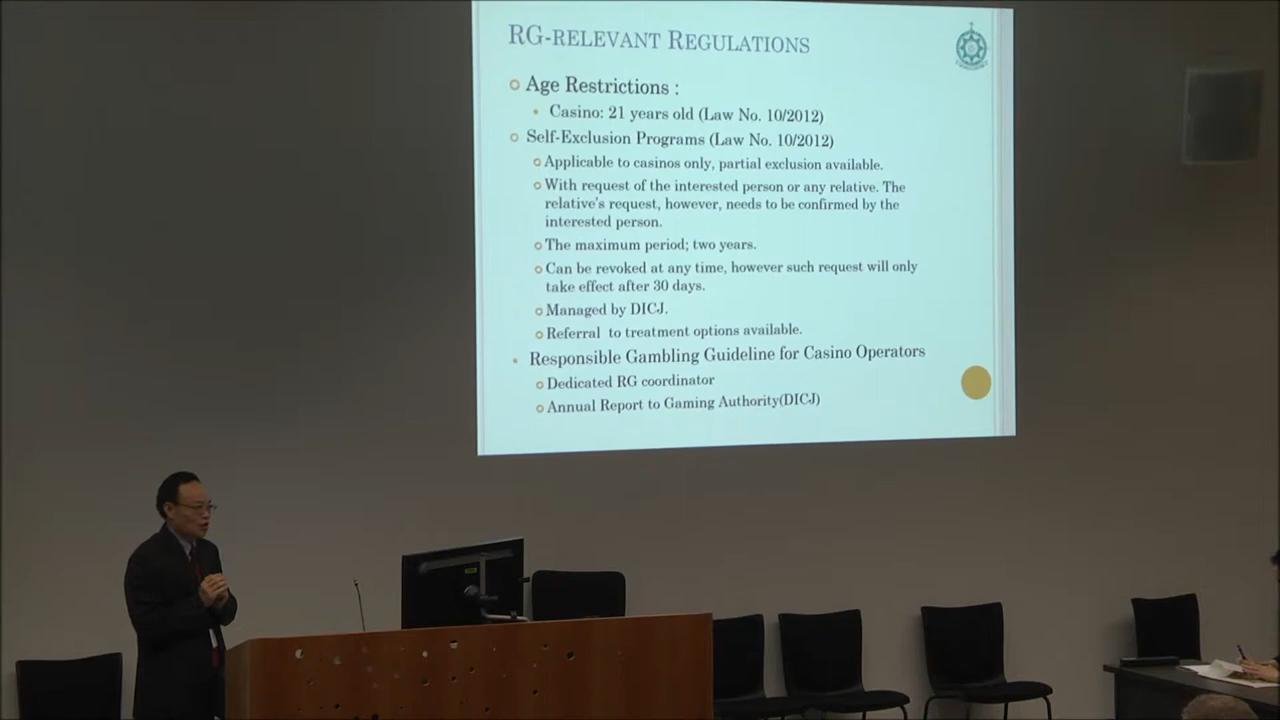 RG-RELEVANT REGULATIONS
Age Restrictions :
Casino: 21 years old (Law No. 10/2012)
Self-Exclusion Programs (Law No. 10/2012)
Applicable to casinos only, partial exclusion available.
With request of the interested person or any relative. The
relative's request, however, needs to be confirmed by the
interested person.
The maximum period; two years.
Can be revoked at any time, however such request will only
take effect after 30 days.
Managed by DICJ.
Referral to treatment options available.
Responsible Gambling Guideline for Casino Operators
Dedicated RG coordinator
Annual Report to Gaming Authority(DICJ)